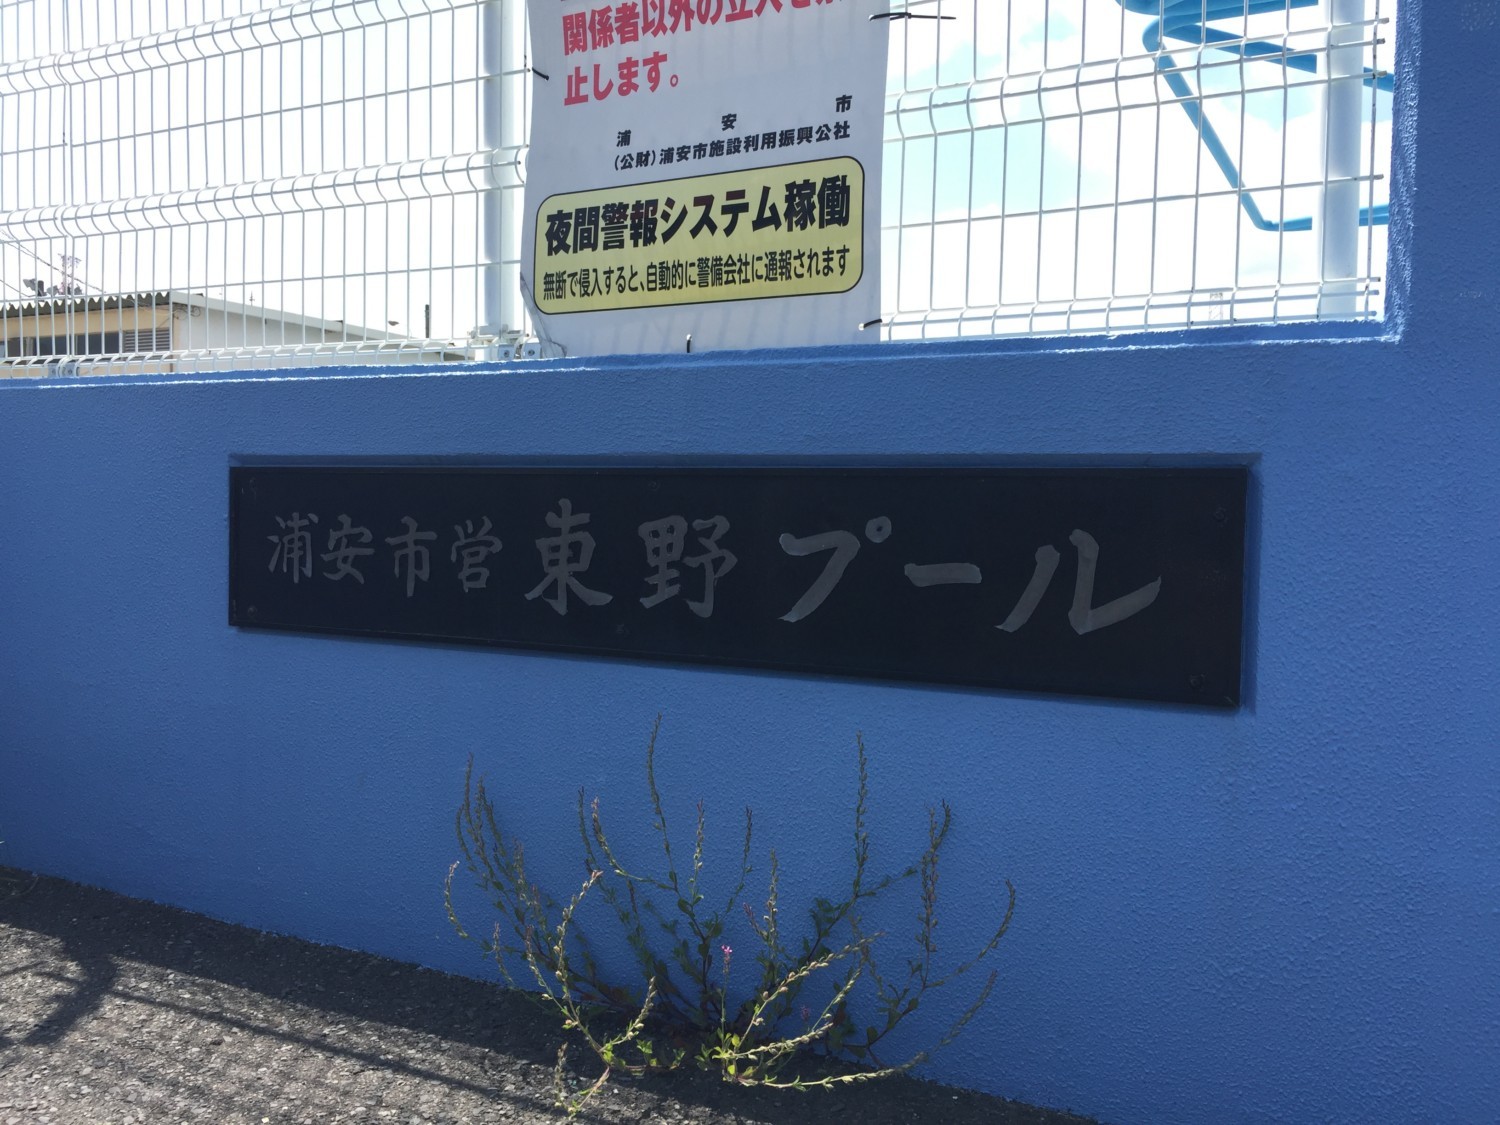 関係者以外の立入を禁
止します。
浦安市
(公財)浦安市施設利用振興公社
夜間警報システム稼働
無断で侵入すると、自動的に警備会社に通報されます
浦安市営東野プール